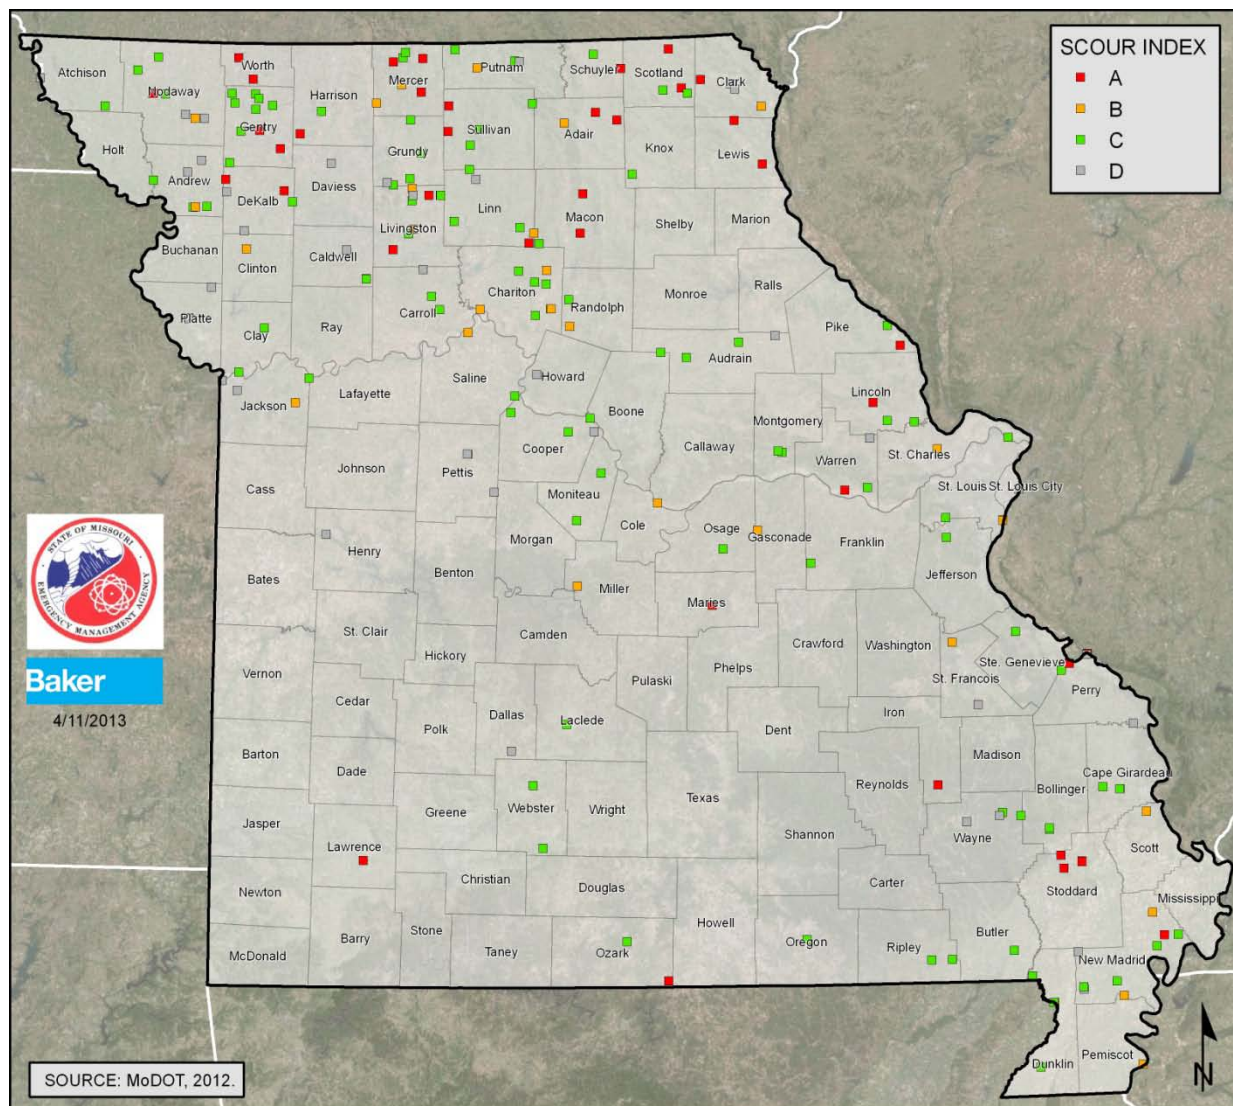 SCOUR INDEX
A
B
C
D
Atchison
Nodaway
Worth
Harrison
Mercer
Putnam
Schuyler
Scotland
Clark
Holt
Gentry
Grundy
Sullivan
Adair
Knox
Lewis
Andrew
DeKalb
Daviess
Livingston
Linn
Macon
Shelby
Marion
Buchanan
Clinton
Caldwell
Chariton
Randolph
Monroe
Ralls
Platte
Clay
Ray
Carroll
Pike
Audrain
Jackson
Lafayette
Saline
Howard
Boone
Lincoln
Montgomery
Callaway
Warren
St. Charles
Cass
Johnson
Pettis
Cooper
Moniteau
Cole
Osage
Gasconade
Franklin
St. Louis
St. Louis City
Jefferson
STATE OF MISSOURI
EMERGENCY MANAGEMENT AGENCY
Baker
4/11/2013
Bates
Henry
Benton
Morgan
Miller
Maries
St. Clair
Camden
Hickory
Vernon
Cedar
Polk
Dallas
Laclede
Pulaski
Phelps
Crawford
Washington
Ste. Genevieve
St. Francois
Perry
Iron
Dent
Barton
Dade
Greene
Webster
Wright
Texas
Reynolds
Madison
Bollinger
Cape Girardeau
Jasper
Lawrence
Shannon
Wayne
Scott
Newton
Christian
Douglas
Howell
Carter
Stoddard
Mississippi
McDonald
Barry
Stone
Taney
Ozark
Oregon
Ripley
Butler
New Madrid
Dunklin
Pemiscot
SOURCE: MoDOT, 2012.
N